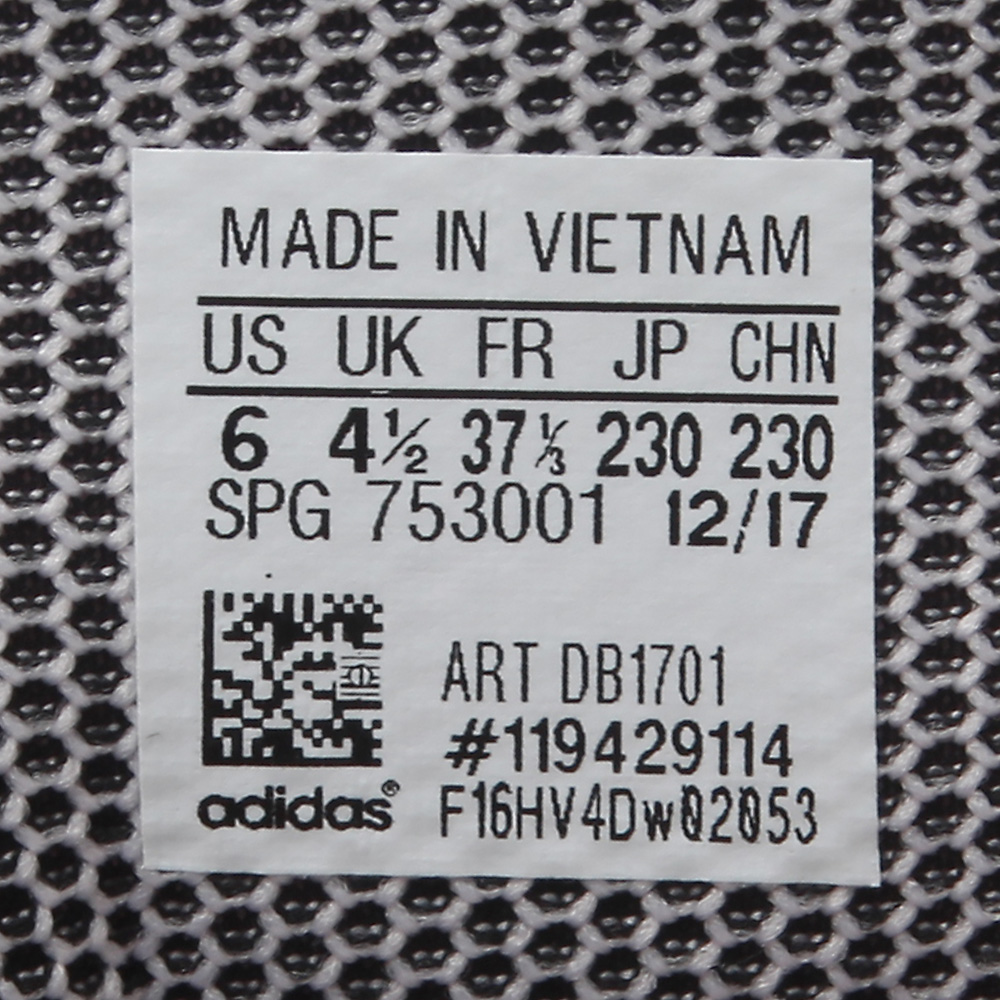 MADE IN VIETNAM
US UK FR JP CHN
6 4½ 37⅓ 230 230
SPG 753001 12/17
ART DB1701
#119429114
adidas® F16HV4Dw02053